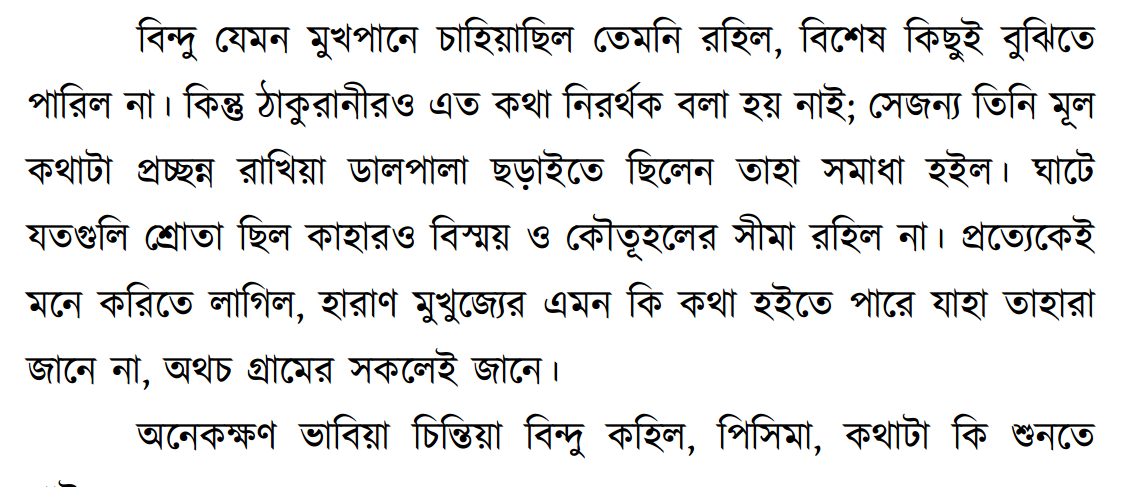 বিন্দু যেমন মুখপানে চাহিয়াছিল তেমনি রহিল, বিশেষ কিছুই বুঝিতে
পারিল না। কিন্তু ঠাকুরানীরও এত কথা নিরর্থক বলা হয় নাই; সেজন্য তিনি মূল
কথাটা প্রচ্ছন্ন রাখিয়া ডালপালা ছড়াইতে ছিলেন তাহা সমাধা হইল। ঘাটে
যতগুলি শ্রোতা ছিল কাহারও বিস্ময় ও কৌতূহলের সীমা রহিল না। প্রত্যেকেই
মনে করিতে লাগিল, হারাণ মুখুজ্যের এমন কি কথা হইতে পারে যাহা তাহারা
জানে না, অথচ গ্রামের সকলেই জানে।
অনেকক্ষণ ভাবিয়া চিন্তিয়া বিন্দু কহিল, পিসিমা, কথাটা কি শুনতে